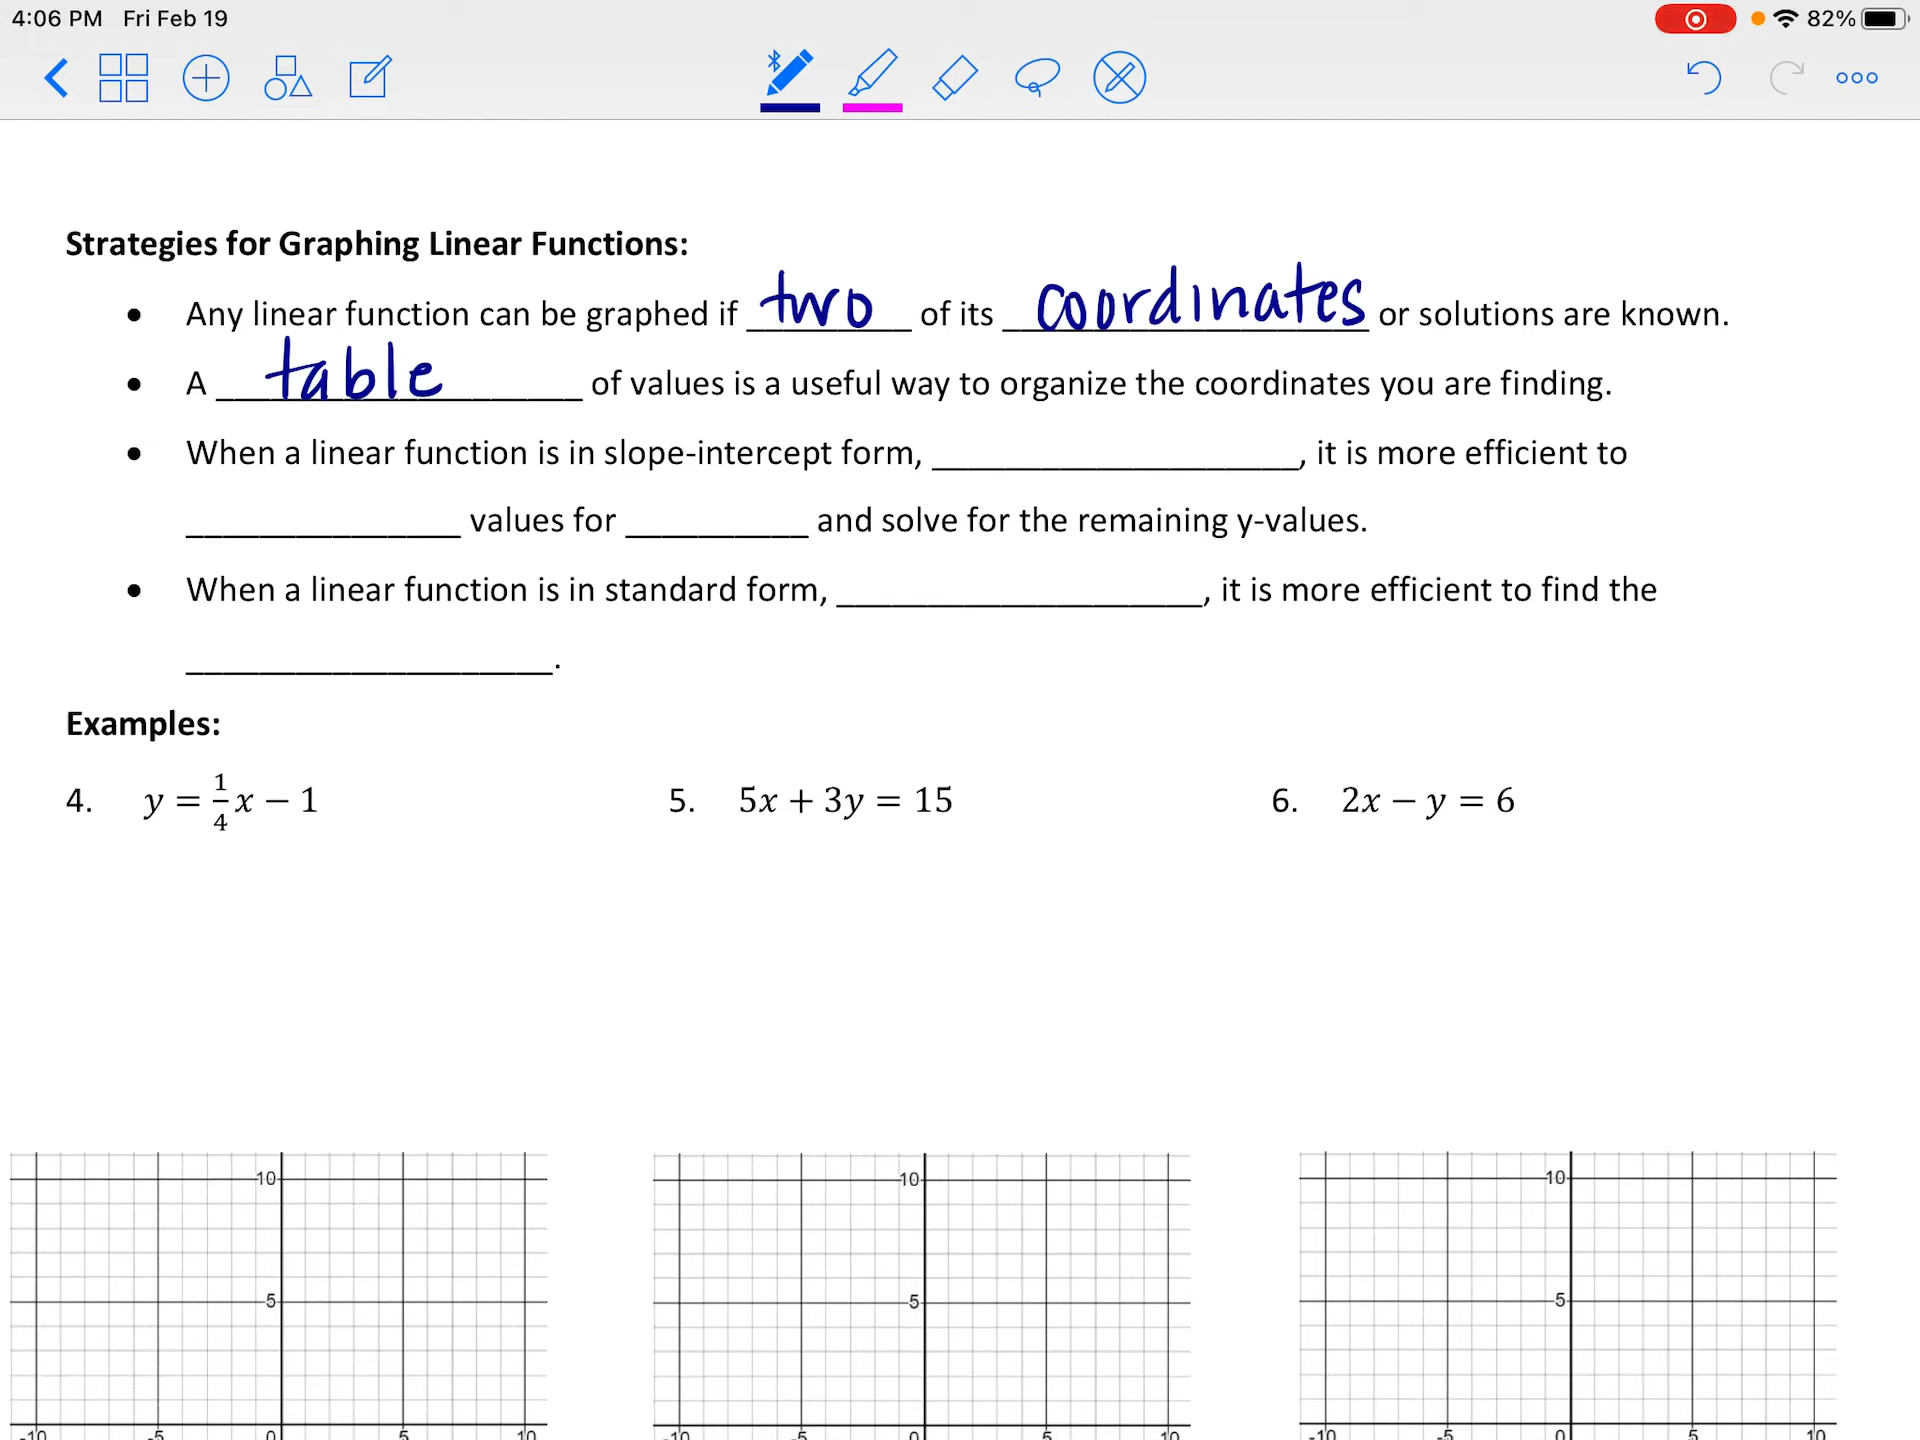 4:06 PM Fri Feb 19 82%
Strategies for Graphing Linear Functions:
• Any linear function can be graphed if two of its coordinates or solutions are known.
• A table of values is a useful way to organize the coordinates you are finding.
• When a linear function is in slope-intercept form, ____________________, it is more efficient to
_______________ values for __________ and solve for the remaining y-values.
• When a linear function is in standard form, ____________________, it is more efficient to find the
____________________.
Examples:
4. y = 1/4 x − 1 5. 5x + 3y = 15 6. 2x − y = 6
10 10 10
5 5 5
-10 -5 0 5 10 -10 -5 0 5 10 -10 -5 0 5 10